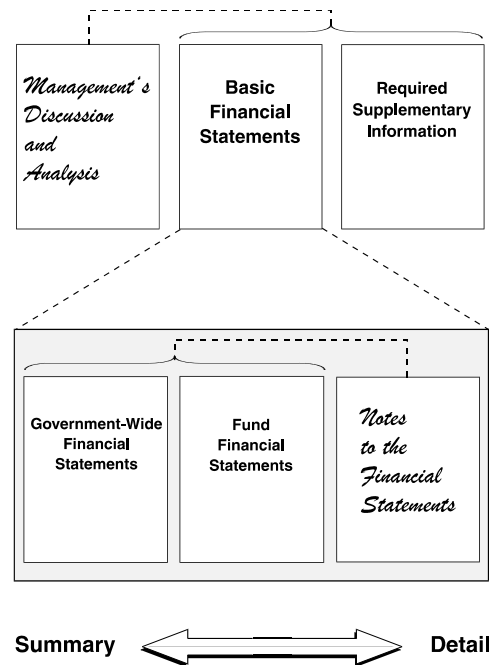 Management's
Discussion
and
Analysis
Basic
Financial
Statements
Required
Supplementary
Information
Government-Wide
Financial
Statements
Fund
Financial
Statements
Notes
to the
Financial
Statements
Summary
Detail